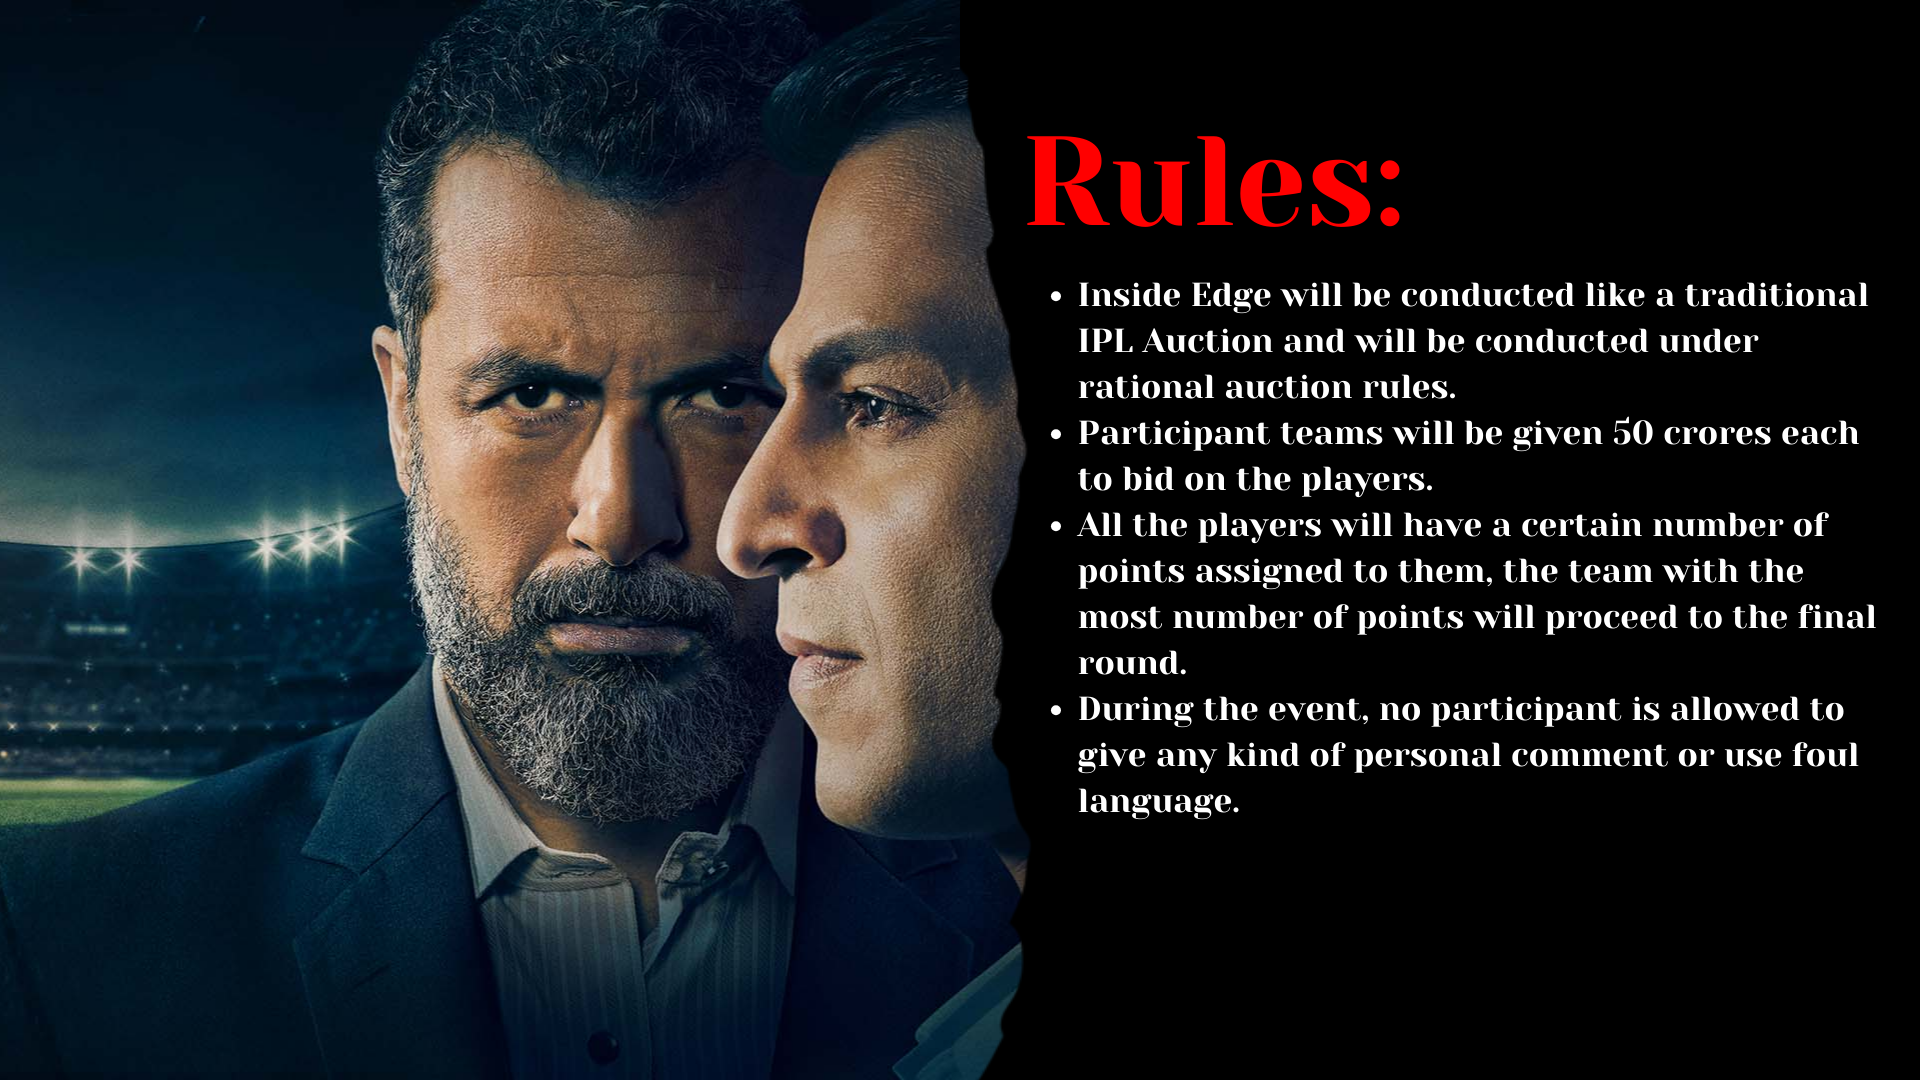 Rules:
• Inside Edge will be conducted like a traditional
IPL Auction and will be conducted under
rational auction rules.
• Participant teams will be given 50 crores each
to bid on the players.
• All the players will have a certain number of
points assigned to them, the team with the
most number of points will proceed to the final
round.
• During the event, no participant is allowed to
give any kind of personal comment or use foul
language.